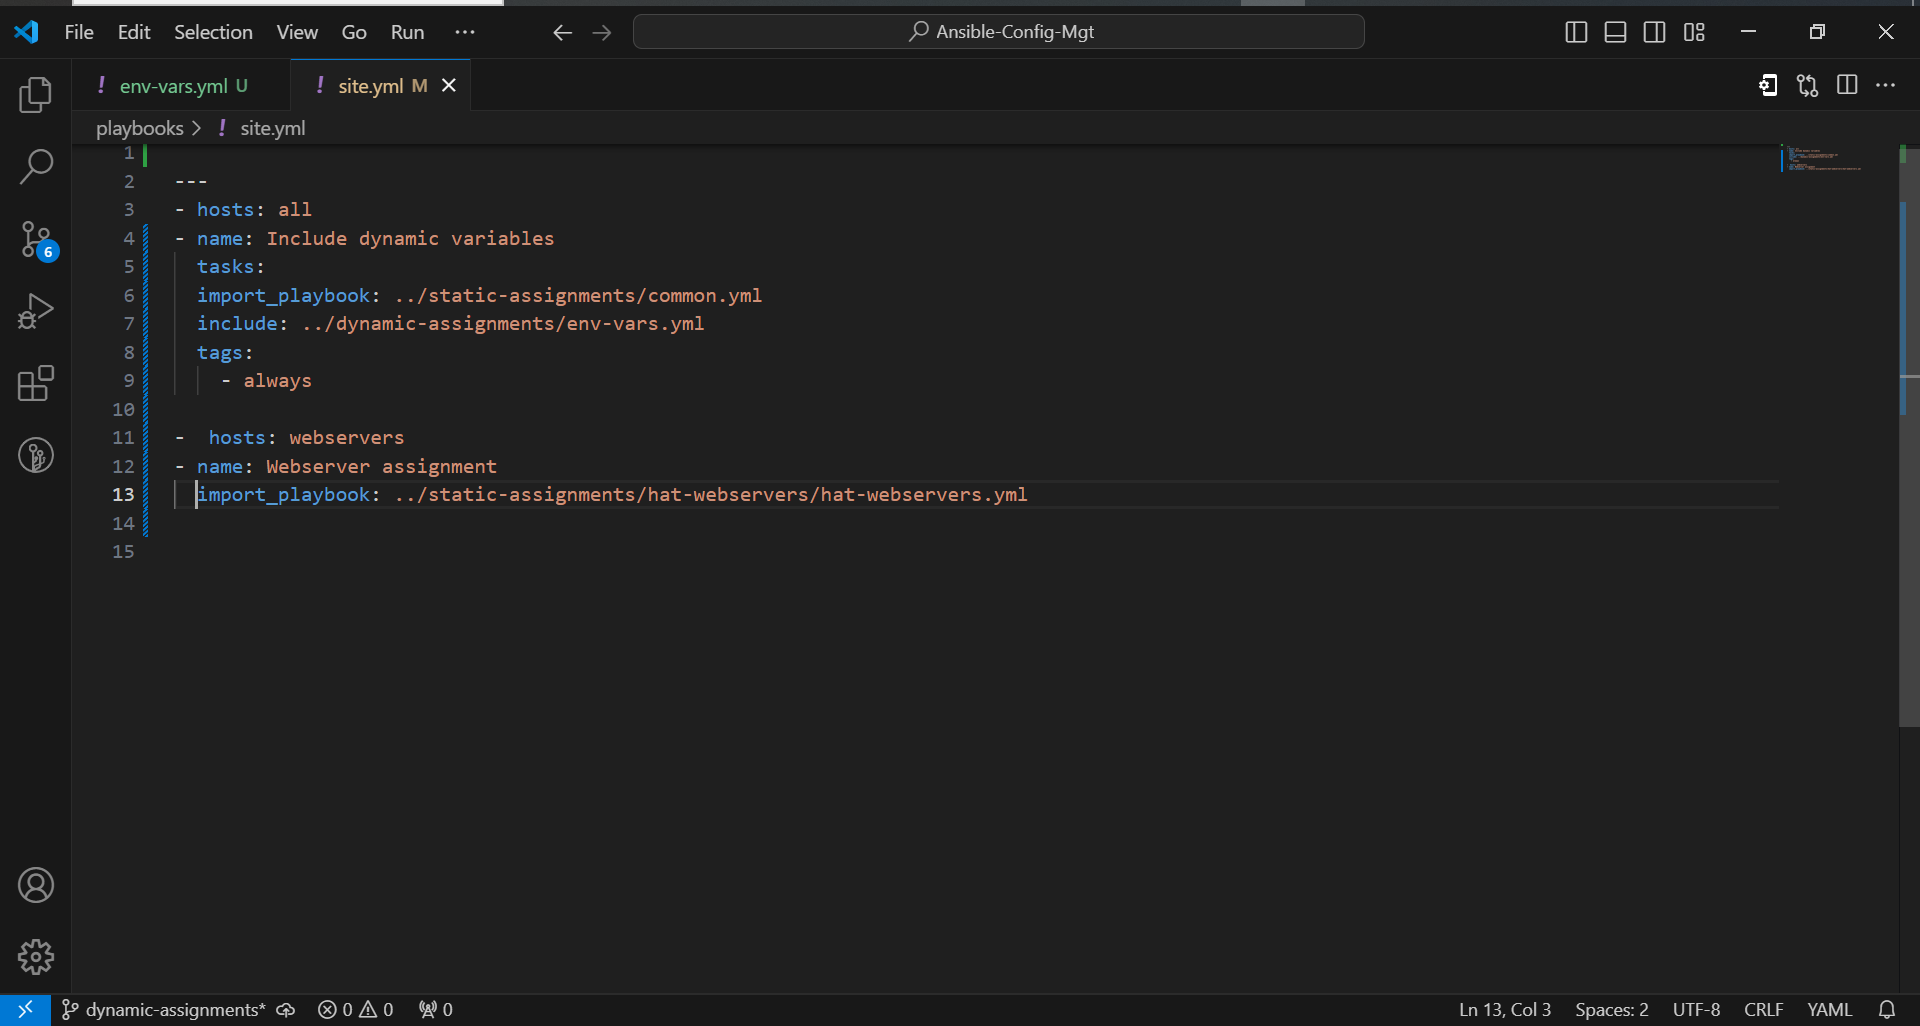 File Edit Selection View Go Run ··· Ansible-Config-Mgt
! env-vars.yml U ! site.yml M
playbooks > ! site.yml
1
2 ---
3 - hosts: all
4 - name: Include dynamic variables
5 tasks:
6 import_playbook: ../static-assignments/common.yml
7 include: ../dynamic-assignments/env-vars.yml
8 tags:
9 - always
10
11 - hosts: webservers
12 - name: Webserver assignment
13 import_playbook: ../static-assignments/hat-webservers/hat-webservers.yml
14
15
6
dynamic-assignments* 0 0 0 Ln 13, Col 3 Spaces: 2 UTF-8 CRLF YAML